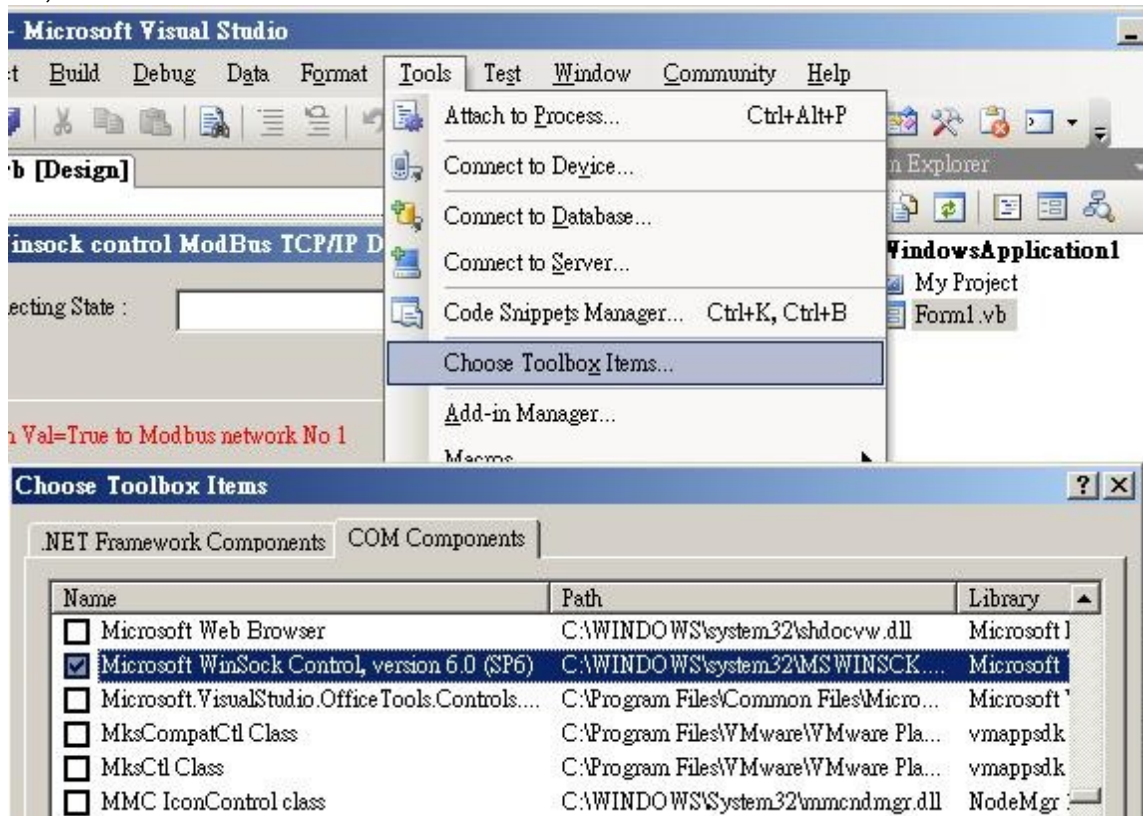 - Microsoft Visual Studio
Build Debug Data Format Tools Test Window Community Help
Attach to Process... Ctrl+Alt+P
[Design]
Connect to Device...
Explorer
Connect to Database...
control ModBus TCP/IP D
Connect to Server...
WindowsApplication1
My Project
State :
Code Snippets Manager... Ctrl+K, Ctrl+B
Form1.vb
Choose Toolbox Items...
Add-in Manager...
Val=True to Modbus network No 1
Macros
Choose Toolbox Items
.NET Framework Components COM Components
Name Path Library
Microsoft Web Browser C:\WINDOWS\system32\shdocvw.dll Microsoft
Microsoft WinSock Control, version 6.0 (SP6) C:\WINDOWS\system32\MSWINSCK.... Microsoft
Microsoft.VisualStudio.OfficeTools.Controls.... C:\Program Files\Common Files\Micro... Microsoft
MksCompatCtl Class C:\Program Files\VMware\VMware Pla... vmappsdk
MksCtl Class C:\Program Files\VMware\VMware Pla... vmappsdk
MMC IconControl class C:\WINDOWS\System32\mmcndmgr.dll NodeMgr